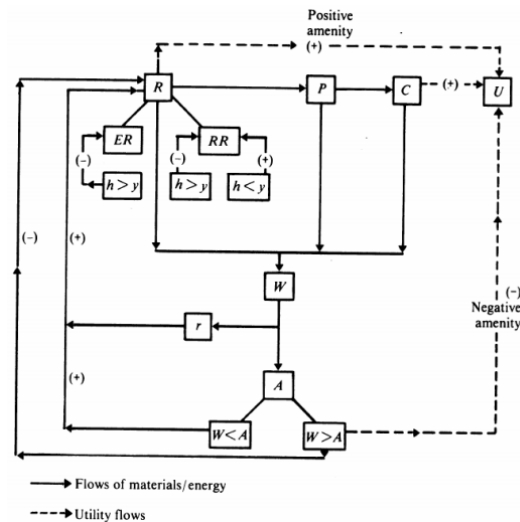 Positive
amenity
(+)
R
P
C
(+)
U
ER
RR
(−)
(−)
(+)
h > y
h > y
h < y
(−)
(+)
W
(−)
Negative
amenity
r
A
(+)
W < A
W > A
Flows of materials/energy
Utility flows